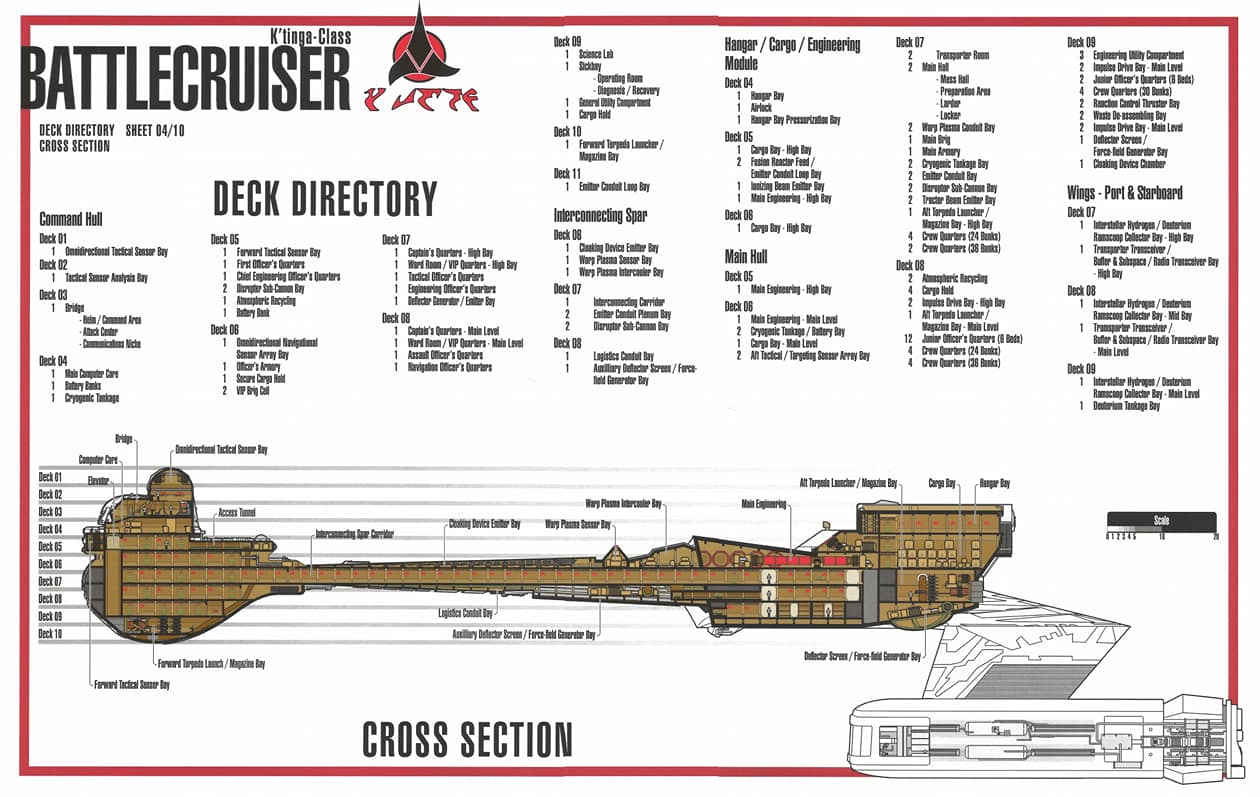 K'tinga-Class
BATTLECRUISER
DECK DIRECTORY SHEET 04/10
CROSS SECTION
DECK DIRECTORY
Command Hull
Deck 01
1 Omnidirectional Tactical Sensor Bay
Deck 02
1 Tactical Sensor Analysis Bay
Deck 03
1 Bridge
- Helm / Command Area
- Attack Center
- Communications Niche
Deck 04
1 Main Computer Core
1 Battery Banks
1 Cryogenic Tankage
Deck 05
1 Forward Tactical Sensor Bay
1 First Officer's Quarters
1 Chief Engineering Officer's Quarters
2 Disruptor Sub-Cannon Bay
1 Atmospheric Recycling
1 Battery Bank
Deck 06
1 Omnidirectional Navigational
Sensor Array Bay
1 Officer's Armory
1 Secure Cargo Hold
2 VIP Brig Cell
Deck 07
1 Captain's Quarters - High Bay
1 Ward Room / VIP Quarters - High Bay
1 Tactical Officer's Quarters
1 Engineering Officer's Quarters
1 Deflector Generator / Emitter Bay
Deck 08
1 Captain's Quarters - Main Level
1 Ward Room / VIP Quarters - Main Level
1 Assault Officer's Quarters
1 Navigation Officer's Quarters
Deck 09
1 Science Lab
1 Sickbay
- Operating Room
- Diagnosis / Recovery
1 General Utility Compartment
1 Cargo Hold
Deck 10
1 Forward Torpedo Launcher /
Magazine Bay
Deck 11
1 Emitter Conduit Loop Bay
Interconnecting Spar
Deck 06
1 Cloaking Device Emitter Bay
1 Warp Plasma Sensor Bay
1 Warp Plasma Intercooler Bay
Deck 07
1 Interconnecting Corridor
2 Emitter Conduit Plenum Bay
2 Disruptor Sub-Cannon Bay
Deck 08
1 Logistics Conduit Bay
1 Auxilliary Deflector Screen / Force-
field Generator Bay
Hangar / Cargo / Engineering
Module
Deck 04
1 Hangar Bay
1 Airlock
1 Hangar Bay Pressurization Bay
Deck 05
1 Cargo Bay - High Bay
2 Fusion Reactor Feed /
Emitter Conduit Loop Bay
1 Ionizing Beam Emitter Bay
1 Main Engineering - High Bay
Deck 06
1 Cargo Bay - High Bay
Main Hull
Deck 05
1 Main Engineering - High Bay
Deck 06
1 Main Engineering - Main Level
2 Cryogenic Tankage / Battery Bay
1 Cargo Bay - Main Level
2 Aft Tactical / Targeting Sensor Array Bay
Deck 07
2 Transporter Room
2 Main Hall
- Mess Hall
- Preparation Area
- Larder
- Locker
2 Warp Plasma Conduit Bay
1 Main Brig
1 Main Armory
2 Cryogenic Tankage Bay
2 Emitter Conduit Bay
2 Disruptor Sub-Cannon Bay
2 Tractor Beam Emitter Bay
1 Aft Torpedo Launcher /
Magazine Bay - High Bay
4 Crew Quarters (24 Bunks)
2 Crew Quarters (36 Bunks)
Deck 08
2 Atmospheric Recycling
4 Cargo Hold
2 Impulse Drive Bay - High Bay
1 Aft Torpedo Launcher /
Magazine Bay - Main Level
12 Junior Officer's Quarters (6 Beds)
4 Crew Quarters (24 Bunks)
4 Crew Quarters (36 Bunks)
Deck 09
3 Engineering Utility Compartment
2 Impulse Drive Bay - Main Level
2 Junior Officer's Quarters (6 Beds)
4 Crew Quarters (30 Bunks)
2 Reaction Control Thruster Bay
2 Waste De-assembling Bay
2 Impulse Drive Bay - Main Level
1 Deflector Screen /
Force-field Generator Bay
1 Cloaking Device Chamber
Wings - Port & Starboard
Deck 07
1 Interstellar Hydrogen / Deuterium
Ramscoop Collector Bay - High Bay
1 Transporter Transceiver /
Buffer & Subspace / Radio Transceiver Bay
- High Bay
Deck 08
1 Interstellar Hydrogen / Deuterium
Ramscoop Collector Bay - Mid Bay
1 Transporter Transceiver /
Buffer & Subspace / Radio Transceiver Bay
- Main Level
Deck 09
1 Interstellar Hydrogen / Deuterium
Ramscoop Collector Bay - Main Level
1 Deuterium Tankage Bay
Bridge
Omnidirectional Tactical Sensor Bay
Computer Core
Elevator
Access Tunnel
Interconnecting Spar Corridor
Cloaking Device Emitter Bay
Warp Plasma Sensor Bay
Warp Plasma Intercooler Bay
Main Engineering
Aft Torpedo Launcher / Magazine Bay
Cargo Bay
Hangar Bay
Deck 01
Deck 02
Deck 03
Deck 04
Deck 05
Deck 06
Deck 07
Deck 08
Deck 09
Deck 10
Scale
0 1 2 3 4 5 10 20
Logistics Conduit Bay
Auxilliary Deflector Screen / Force-field Generator Bay
Deflector Screen / Force-field Generator Bay
Forward Torpedo Launch / Magazine Bay
Forward Tactical Sensor Bay
CROSS SECTION